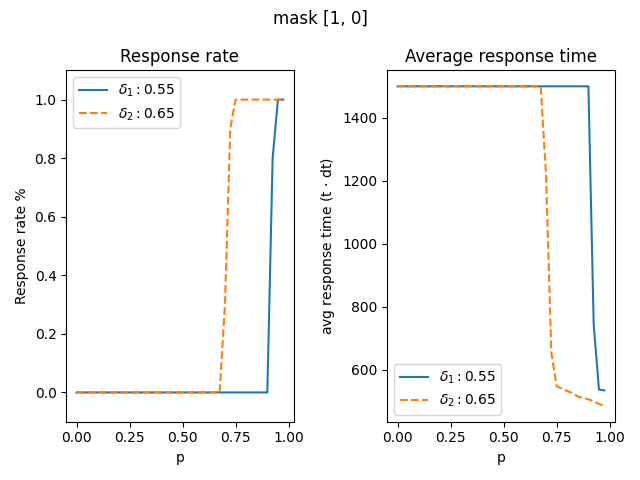 mask [1, 0]
Response rate
Average response time
Response rate %
1.0
0.8
0.6
0.4
0.2
0.0
δ₁ : 0.55
δ₂ : 0.65
0.00
0.25
0.50
0.75
1.00
p
avg response time (t · dt)
1400
1200
1000
800
600
δ₁ : 0.55
δ₂ : 0.65
0.00
0.25
0.50
0.75
1.00
p